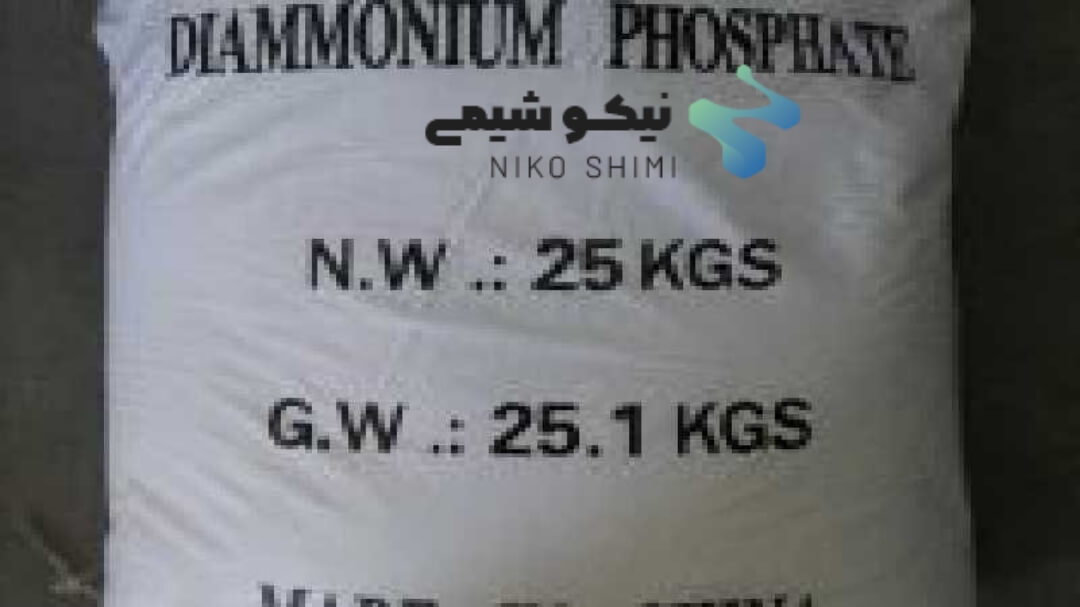 DIAMMONIUM PHOSPHATE
نیکو شیمی
NIKO SHIMI
N.W .: 25 KGS
G.W .: 25.1 KGS